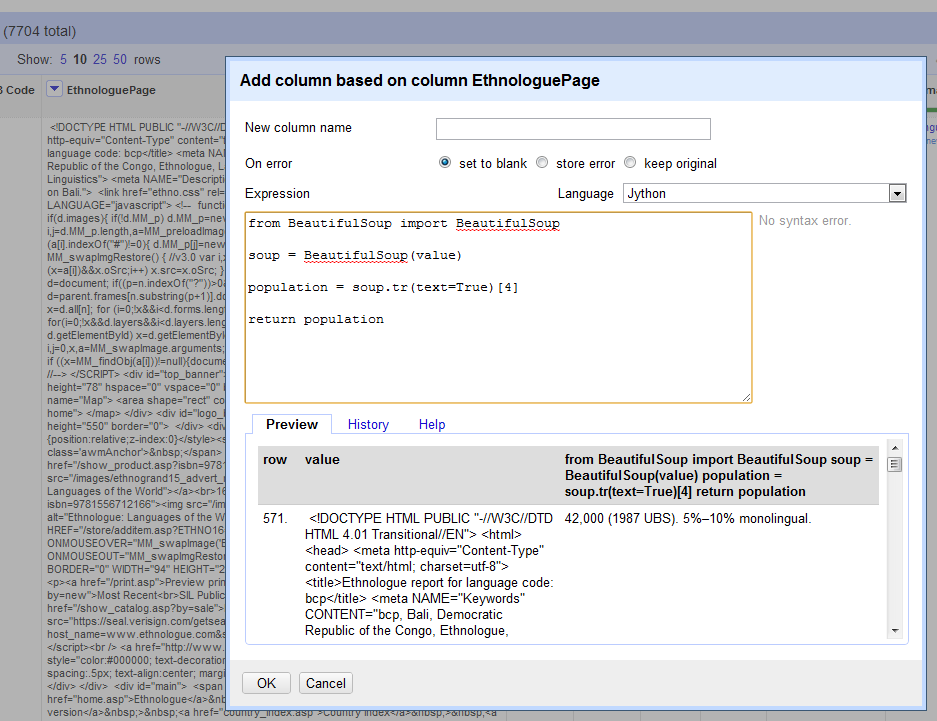 (7704 total)
Show: 5 10 25 50 rows
Code
EthnologuePage
<!DOCTYPE HTML PUBLIC "-//W3C//D
http-equiv="Content-Type" content="
language code: bcp</title> <meta NA
Republic of the Congo, Ethnologue, L
Linguistics"> <meta NAME="Descripti
on Bali."> <link href="ethno.css" rel=
LANGUAGE="javascript"> <!-- functi
if(d.images){ if(!d.MM_p) d.MM_p=nev
i,j=d.MM_p.length,a=MM_preloadImage
(a[i].indexOf("#")!=0){ d.MM_p[j]=new
MM_swapImgRestore() { //v3.0 var i,
(x=a[i])&&x.oSrc;i++) x.src=x.oSrc; }
d=document; if((p=n.indexOf("?"))>0&
d=parent.frames[n.substring(p+1)].do
x=d.all[n]; for (i=0;!x&&i<d.forms.lengt
for(i=0;!x&&d.layers&&i<d.layers.leng
d.getElementById) x=d.getElementBy
i,j=0,x,a=MM_swapImage.arguments;
if ((x=MM_findObj(a[i]))!=null){docume
//--> </SCRIPT> <div id="top_banner"
height="78" hspace="0" vspace="0" 
name="Map"> <area shape="rect" co
home"> </map> </div> <div id="logo_
height="550" border="0"> </div> <d
{position:relative;z-index:0}</style><s
class='awmAnchor'>&nbsp;</span>
href="/show_product.asp?isbn=9781
src="/images/ethnogrand15_advert_r
Languages of the World"></a><br>16
isbn=9781556712166"><img src="/im
alt="Ethnologue: Languages of the W
HREF="/store/additem.asp?ETHNO16
ONMOUSEOVER="MM_swapImage('E
ONMOUSEOUT="MM_swapImgRestor
BORDER="0" WIDTH="94" HEIGHT="2
<p><a href="/print.asp">Preview prin
by=new">Most Recent<br>SIL Public
href="/show_catalog.asp?by=sale">
src="https://seal.verisign.com/getsea
host_name=www.ethnologue.com&s
</script><br /> <a href="http://www.
style="color:#000000; text-decoration
spacing:.5px; text-align:center; margi
</div> </div> <div id="main"> <span
href="home.asp">Ethnologue</a>&nb
version</a>&nbsp;>&nbsp;<a href="country_index.asp">Country index</a>&nbsp;>&nbsp;<a
Add column based on column EthnologuePage
New column name
On error set to blank store error keep original
Expression Language Jython
from BeautifulSoup import BeautifulSoup
soup = BeautifulSoup(value)
population = soup.tr(text=True)[4]
return population
No syntax error.
Preview History Help
row value from BeautifulSoup import BeautifulSoup soup =
BeautifulSoup(value) population =
soup.tr(text=True)[4] return population
571. <!DOCTYPE HTML PUBLIC "-//W3C//DTD 42,000 (1987 UBS). 5%–10% monolingual.
HTML 4.01 Transitional//EN"> <html>
<head> <meta http-equiv="Content-Type"
content="text/html; charset=utf-8">
<title>Ethnologue report for language code:
bcp</title> <meta NAME="Keywords"
CONTENT="bcp, Bali, Democratic
Republic of the Congo, Ethnologue,
OK Cancel